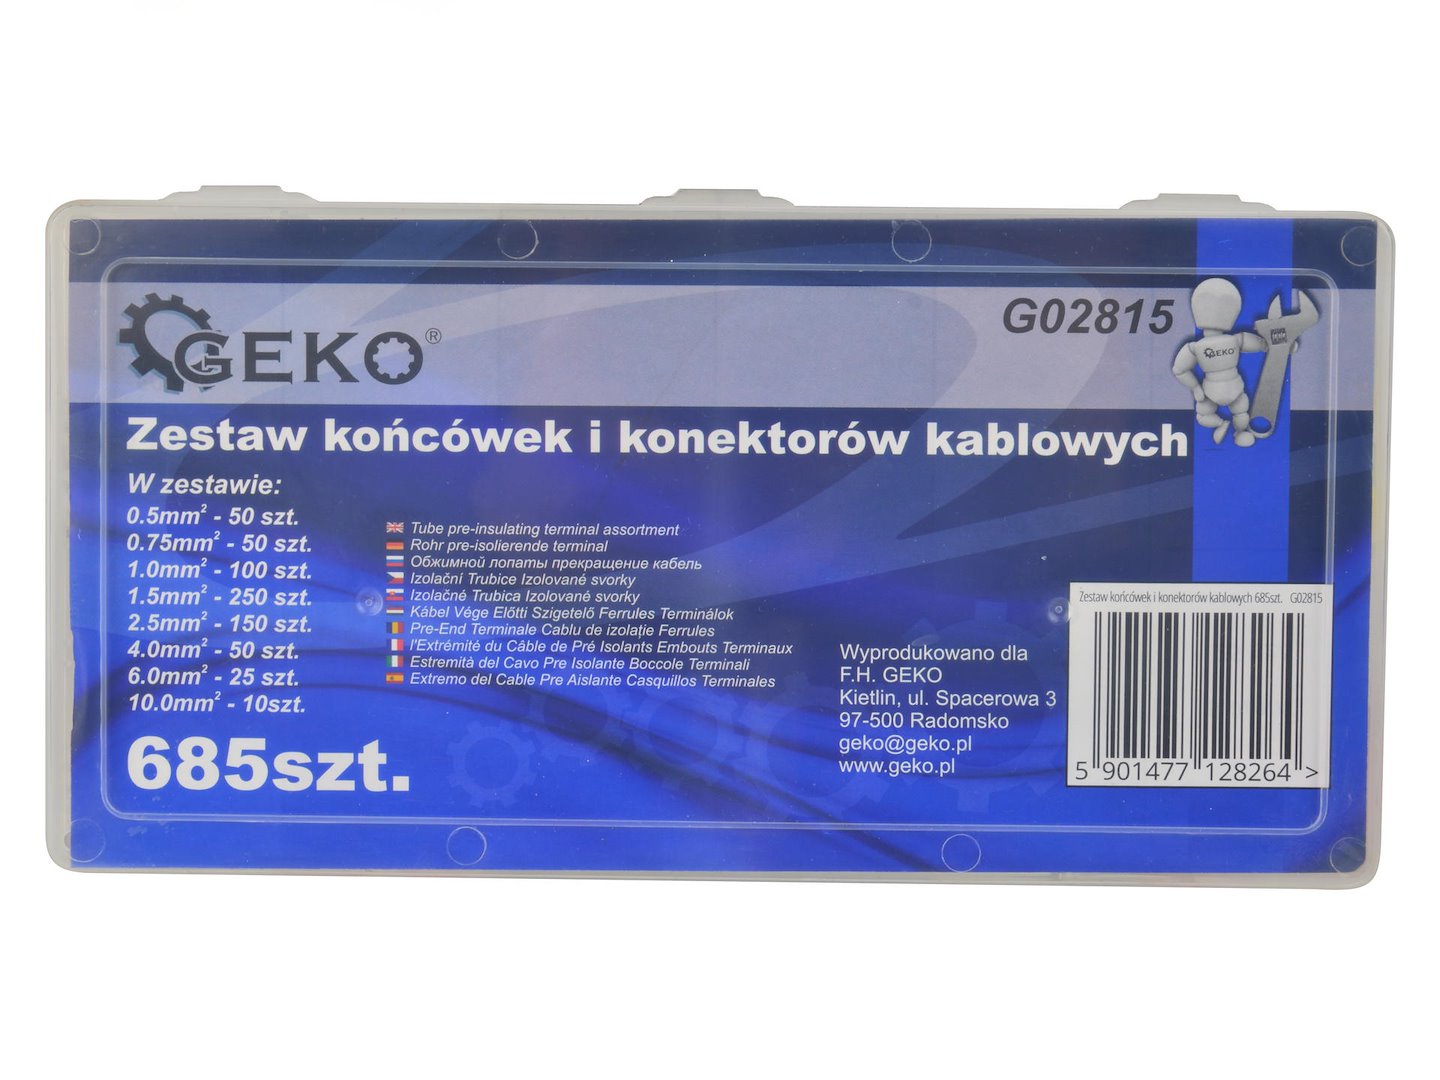 GEKO®
G02815
GEKO
Zestaw końcówek i konektorów kablowych
W zestawie:
0.5mm² - 50 szt.
0.75mm² - 50 szt.
1.0mm² - 100 szt.
1.5mm² - 250 szt.
2.5mm² - 150 szt.
4.0mm² - 50 szt.
6.0mm² - 25 szt.
10.0mm² - 10szt.
685szt.
Tube pre-insulating terminal assortment
Rohr pre-isolierende terminal
Обжимной лопаты прекращение кабель
Izolační Trubice Izolované svorky
Izolačné Trubica Izolované svorky
Kábel Vége Előtti Szigetelő Ferrules Terminálok
Pre-End Terminale Cablu de izolație Ferrules
l'Extrémité du Câble de Pré Isolants Embouts Terminaux
Estremità del Cavo Pre Isolante Boccole Terminali
Extremo del Cable Pre Aislante Casquillos Terminales
Wyprodukowano dla
F.H. GEKO
Kietlin, ul. Spacerowa 3
97-500 Radomsko
geko@geko.pl
www.geko.pl
Zestaw końcówek i konektorów kablowych 685szt. G02815
5 901477 128264 >